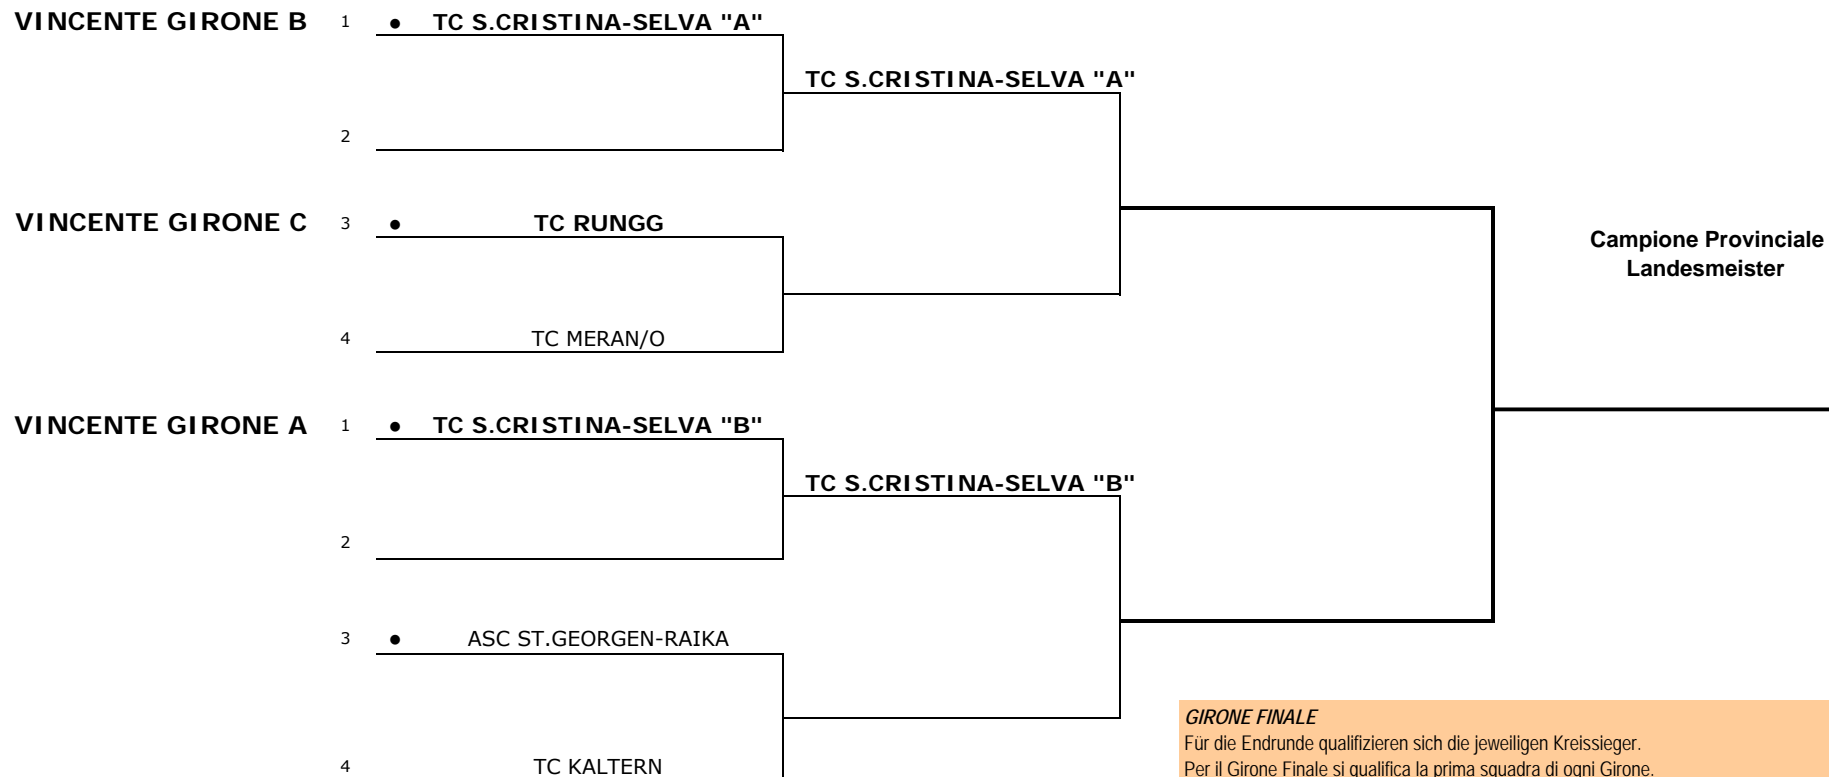 VINCENTE GIRONE B 1 ● TC S.CRISTINA-SELVA "A"
TC S.CRISTINA-SELVA "A"
2
VINCENTE GIRONE C 3 ● TC RUNGG
Campione Provinciale
Landesmeister
4 TC MERAN/O
VINCENTE GIRONE A 1 ● TC S.CRISTINA-SELVA "B"
TC S.CRISTINA-SELVA "B"
2
3 ● ASC ST.GEORGEN-RAIKA
GIRONE FINALE
Für die Endrunde qualifizieren sich die jeweiligen Kreissieger.
4 TC KALTERN
Per il Girone Finale si qualifica la prima squadra di ogni Girone.